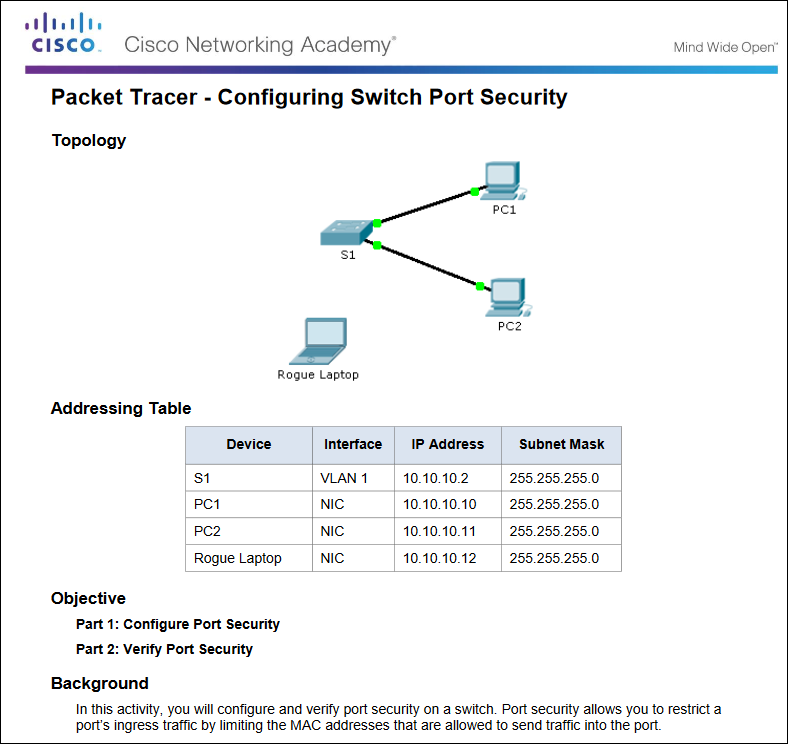 CISCO
Cisco Networking Academy®
Mind Wide Open™
Packet Tracer - Configuring Switch Port Security
Topology
PC1
S1
PC2
Rogue Laptop
Addressing Table
Device Interface IP Address Subnet Mask
S1 VLAN 1 10.10.10.2 255.255.255.0
PC1 NIC 10.10.10.10 255.255.255.0
PC2 NIC 10.10.10.11 255.255.255.0
Rogue Laptop NIC 10.10.10.12 255.255.255.0
Objective
Part 1: Configure Port Security
Part 2: Verify Port Security
Background
In this activity, you will configure and verify port security on a switch. Port security allows you to restrict a
port's ingress traffic by limiting the MAC addresses that are allowed to send traffic into the port.